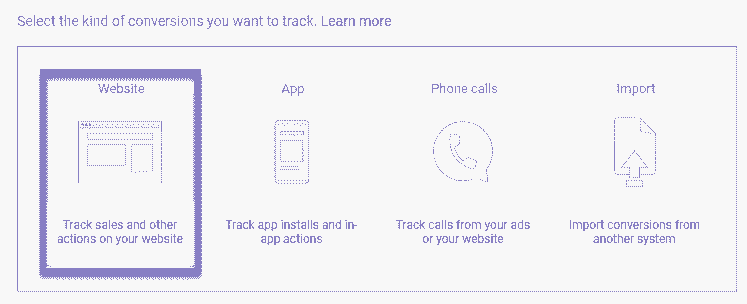 Select the kind of conversions you want to track. Learn more
Website
App
Phone calls
Import
Track sales and other
actions on your website
Track app installs and in-
app actions
Track calls from your ads
or your website
Import conversions from
another system